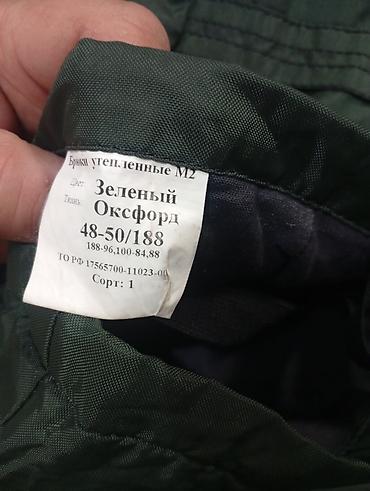 Брюки утепленные М2
Цвет: Зеленый
Ткань: Оксфорд
48-50/188
188-96,100-84,88
ТО РФ 17565700-11023-00
Сорт: 1